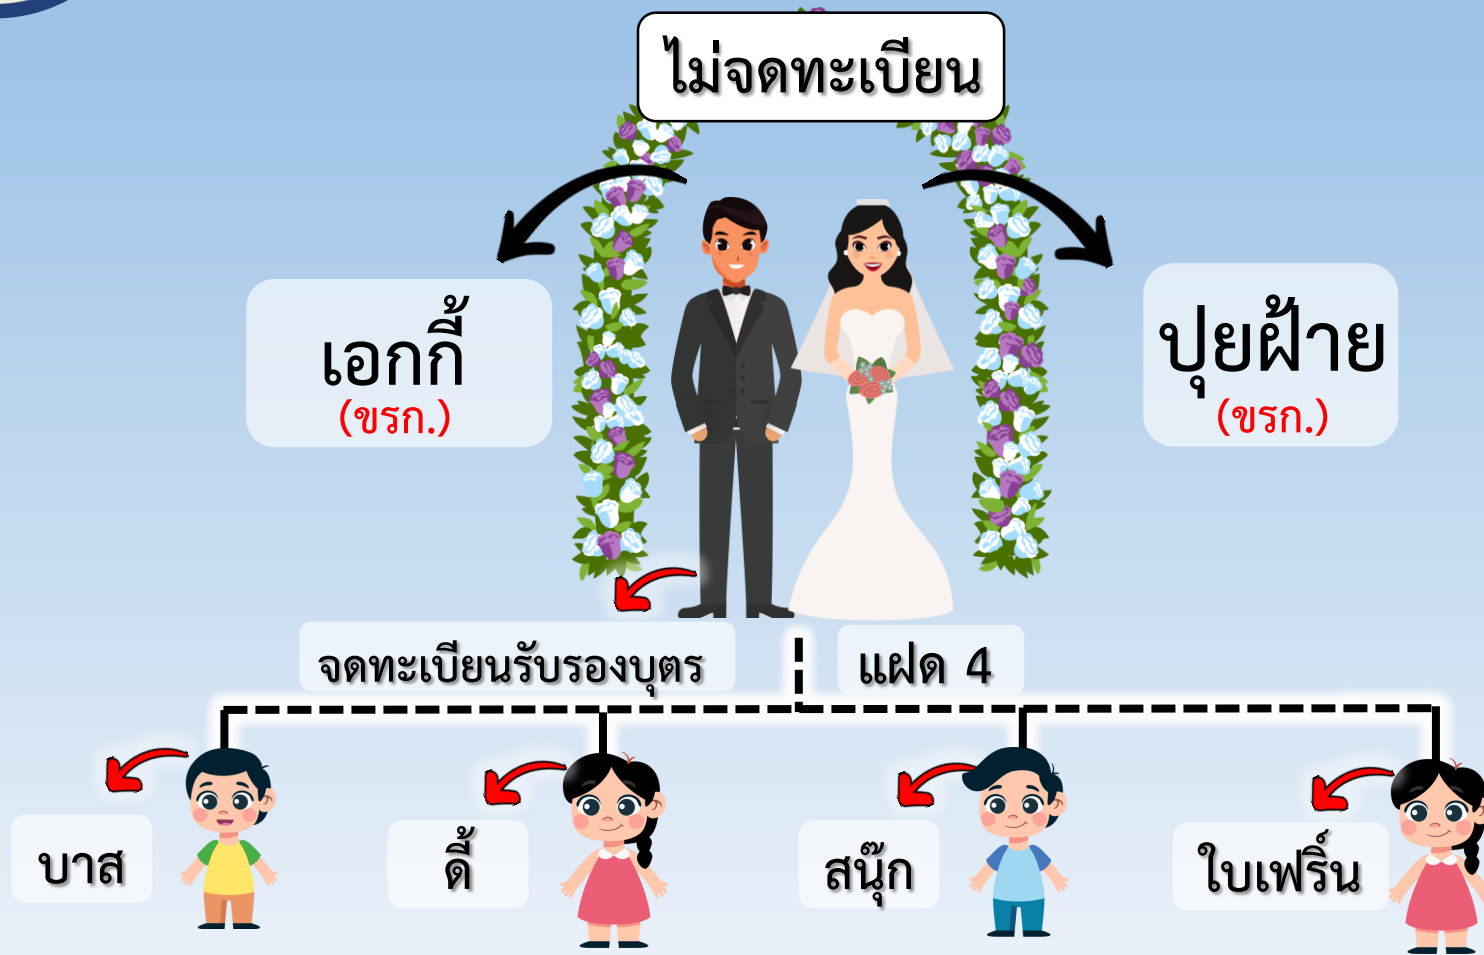 ไม่จดทะเบียน
เอกกี้
(ขรก.)
ปุยฝ้าย
(ขรก.)
จดทะเบียนรับรองบุตร
แฝด 4
บาส
ดี้
สนุ๊ก
ใบเฟริ์น